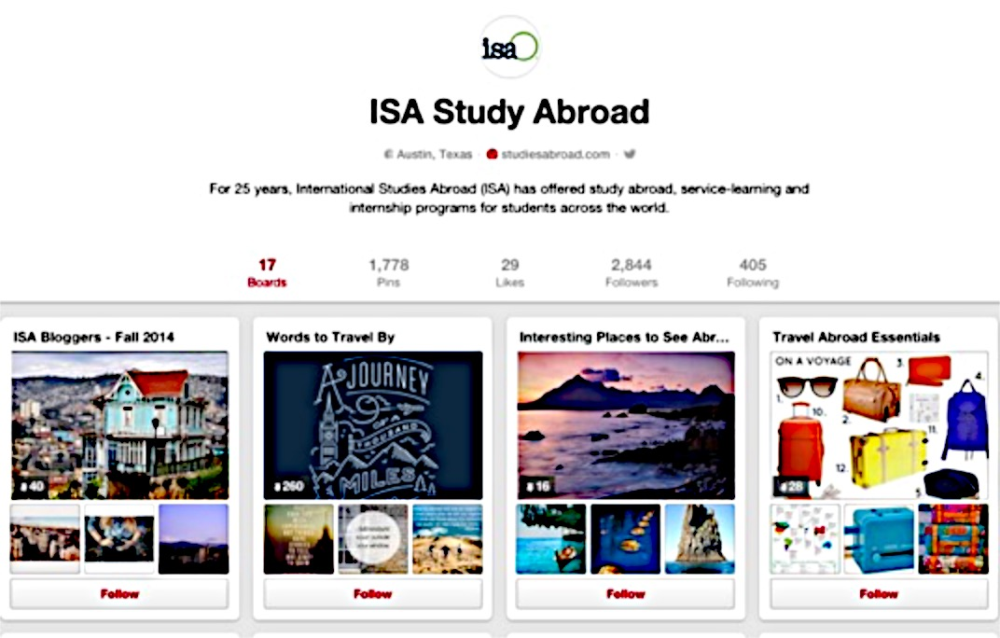 isa
ISA Study Abroad
Austin, Texas · studiesabroad.com ·
For 25 years, International Studies Abroad (ISA) has offered study abroad, service-learning and
internship programs for students across the world.
17 1,778 29 2,844 405
Boards Pins Likes Followers Following
ISA Bloggers - Fall 2014
40
Follow
Words to Travel By
A JOURNEY
OF A
THOUSAND
MILES
260
Follow
Interesting Places to See Abr...
16
Follow
Travel Abroad Essentials
ON A VOYAGE
1.
2.
3.
4.
10.
11.
12.
28
Follow